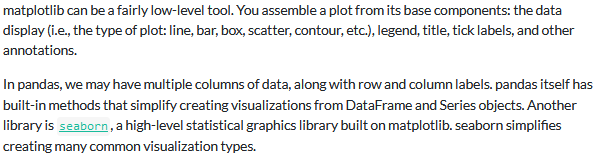 matplotlib can be a fairly low-level tool. You assemble a plot from its base components: the data
display (i.e., the type of plot: line, bar, box, scatter, contour, etc.), legend, title, tick labels, and other
annotations.
In pandas, we may have multiple columns of data, along with row and column labels. pandas itself has
built-in methods that simplify creating visualizations from DataFrame and Series objects. Another
library is seaborn, a high-level statistical graphics library built on matplotlib. seaborn simplifies
creating many common visualization types.